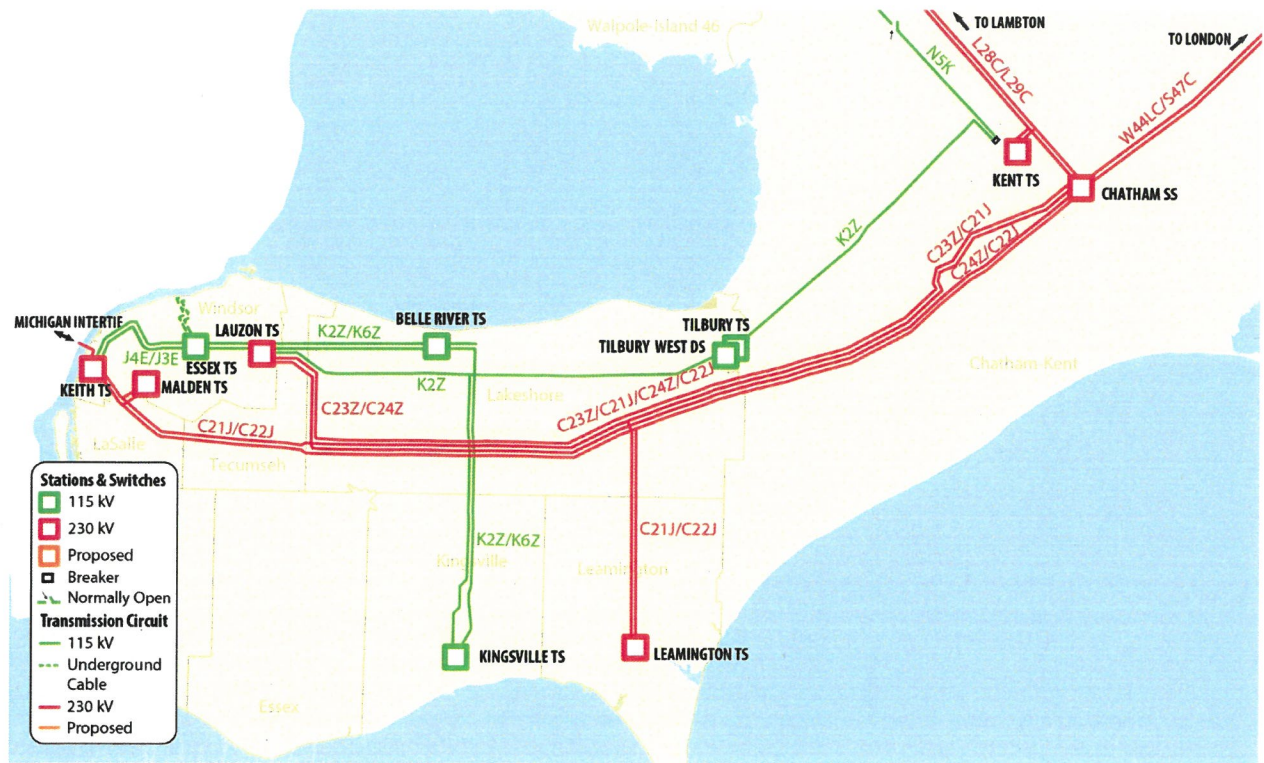 Walpole-Island 46
TO LAMBTON
TO LONDON
N5K
L28C/L29C
W44LC/S47C
KENT TS
CHATHAM SS
K2Z
C23Z/C21J
C24Z/C22J
Windsor
MICHIGAN INTERTIE
LAUZON TS
K2Z/K6Z
BELLE RIVER TS
TILBURY TS
TILBURY WEST DS
J4E/J3E
ESSEX TS
KEITH TS
MALDEN TS
K2Z
Lakeshore
Chatham-Kent
C23Z/C24Z
C23Z/C21J/C24Z/C22J
C21J/C22J
LaSalle
Tecumseh
K2Z/K6Z
C21J/C22J
Kingsville
Leamington
KINGSVILLE TS
LEAMINGTON TS
Essex
Stations & Switches
115 kV
230 kV
Proposed
Breaker
Normally Open
Transmission Circuit
115 kV
Underground
Cable
230 kV
Proposed